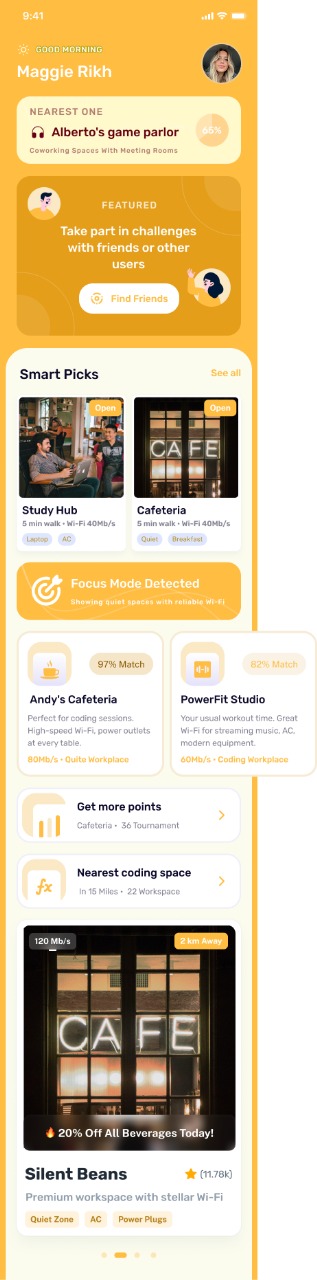 9:41
GOOD MORNING
Maggie Rikh
NEAREST ONE
Alberto's game parlor
65%
Coworking Spaces With Meeting Rooms
FEATURED
Take part in challenges
with friends or other
users
Find Friends
Smart Picks
See all
Open
Open
CAFE
Study Hub
Cafeteria
5 min walk • Wi-Fi 40Mb/s
5 min walk • Wi-Fi 40Mb/s
Laptop
AC
Quiet
Breakfast
Focus Mode Detected
Showing quiet spaces with reliable Wi-Fi
97% Match
82% Match
Andy's Cafeteria
PowerFit Studio
Perfect for coding sessions.
High-speed Wi-Fi, power outlets
at every table.
80Mb/s • Quito Workplace
Your usual workout time. Great
Wi-Fi for streaming music, AC,
modern equipment.
60Mb/s • Coding Workplace
Get more points
Cafeteria • 36 Tournament
fx
Nearest coding space
In 15 Miles • 22 Workspace
120 Mb/s
2 km Away
CAFE
🔥 20% Off All Beverages Today!
Silent Beans
(11.78k)
Premium workspace with stellar Wi-Fi
Quiet Zone
AC
Power Plugs